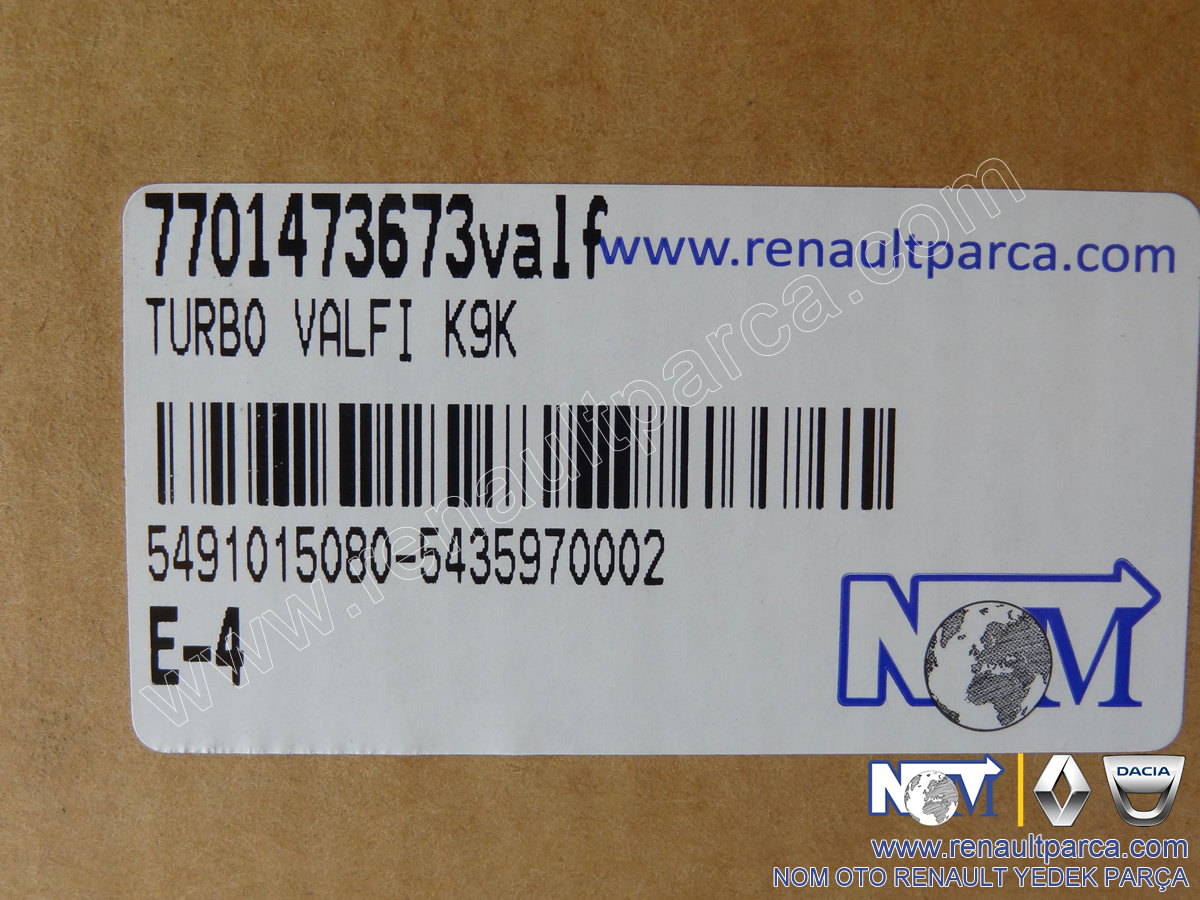 7701473673valf
www.renaultparca.com
TURBO VALFI K9K
www.renaultparca.com
5491015080-5435970002
E-4
NOM
NOM
DACIA
www.renaultparca.com
NOM OTO RENAULT YEDEK PARÇA